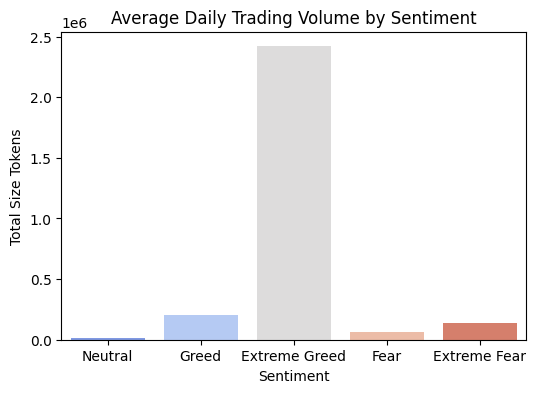 Average Daily Trading Volume by Sentiment
1e6
2.5
2.0
1.5
1.0
0.5
0.0
Total Size Tokens
Neutral Greed Extreme Greed Fear Extreme Fear
Sentiment